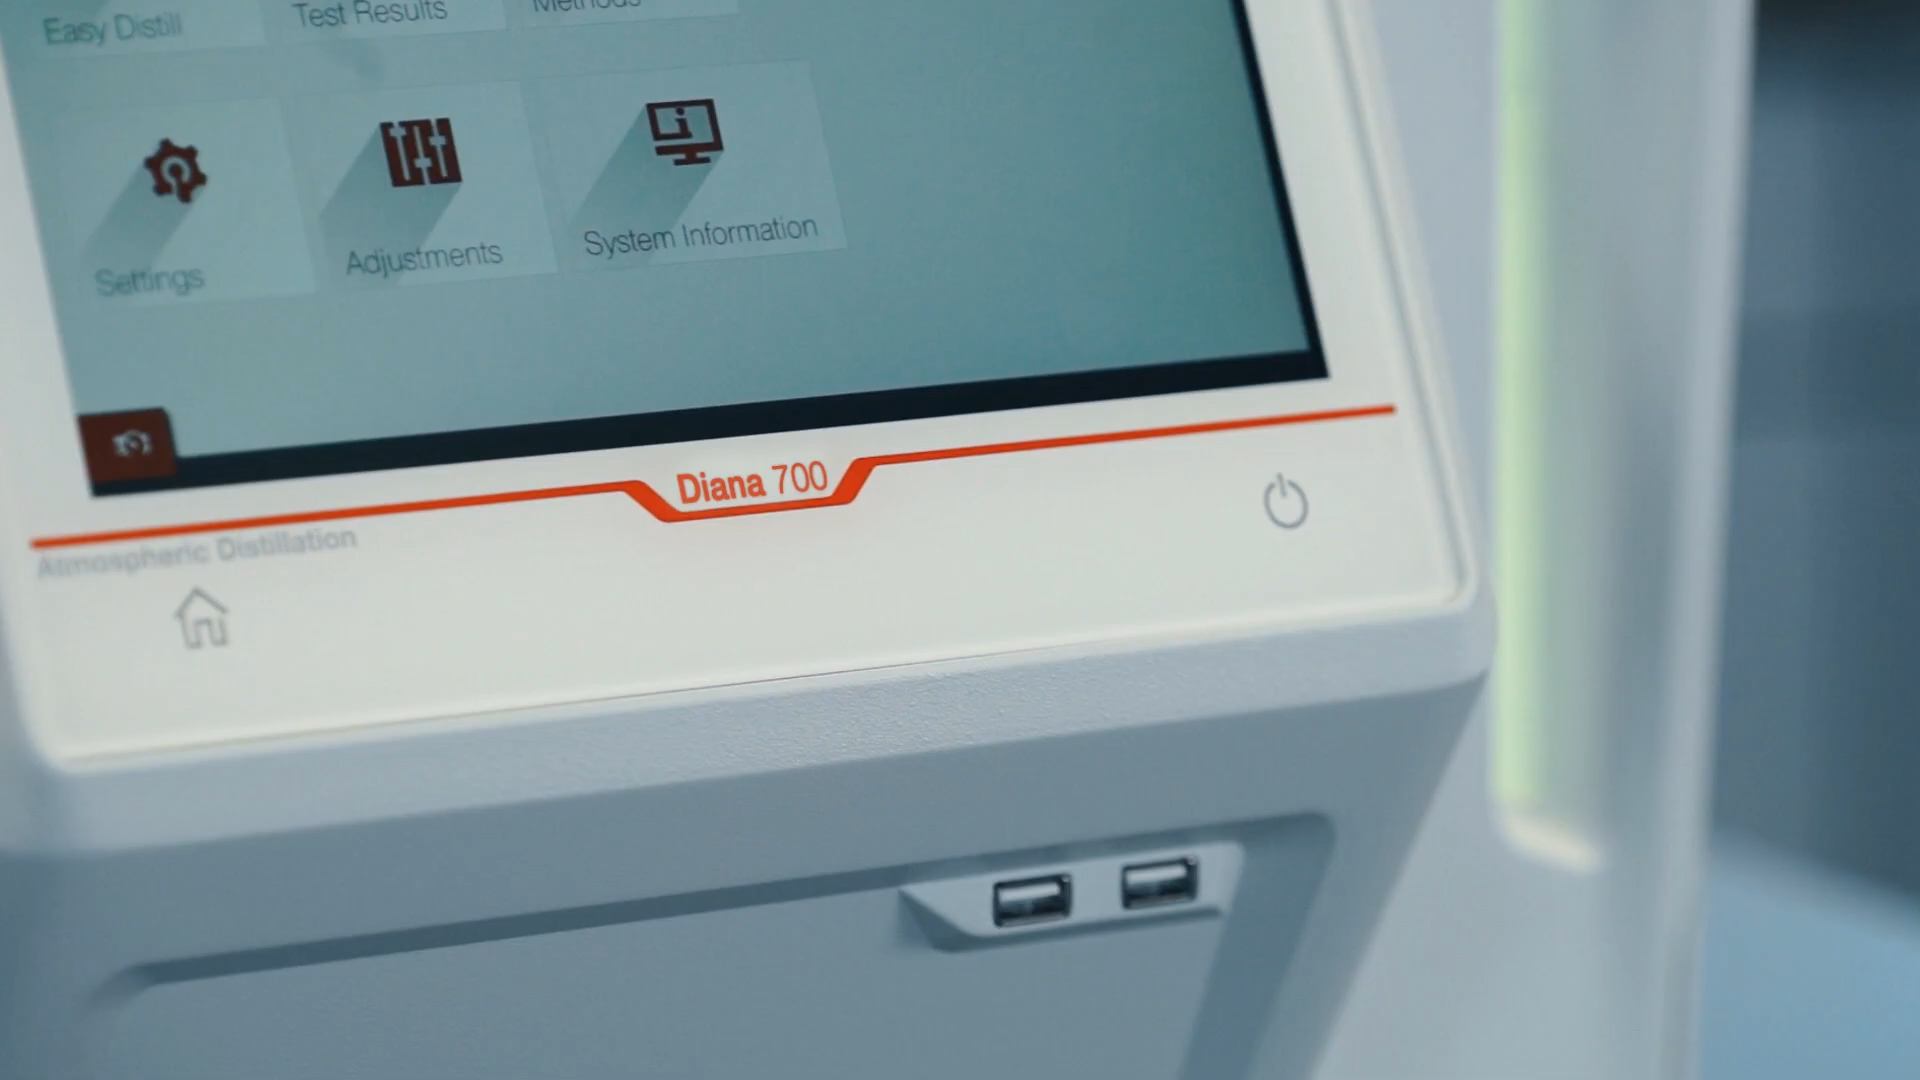 Easy Distill
Test Results
Methods
Settings
Adjustments
System Information
Diana 700
Atmospheric Distillation